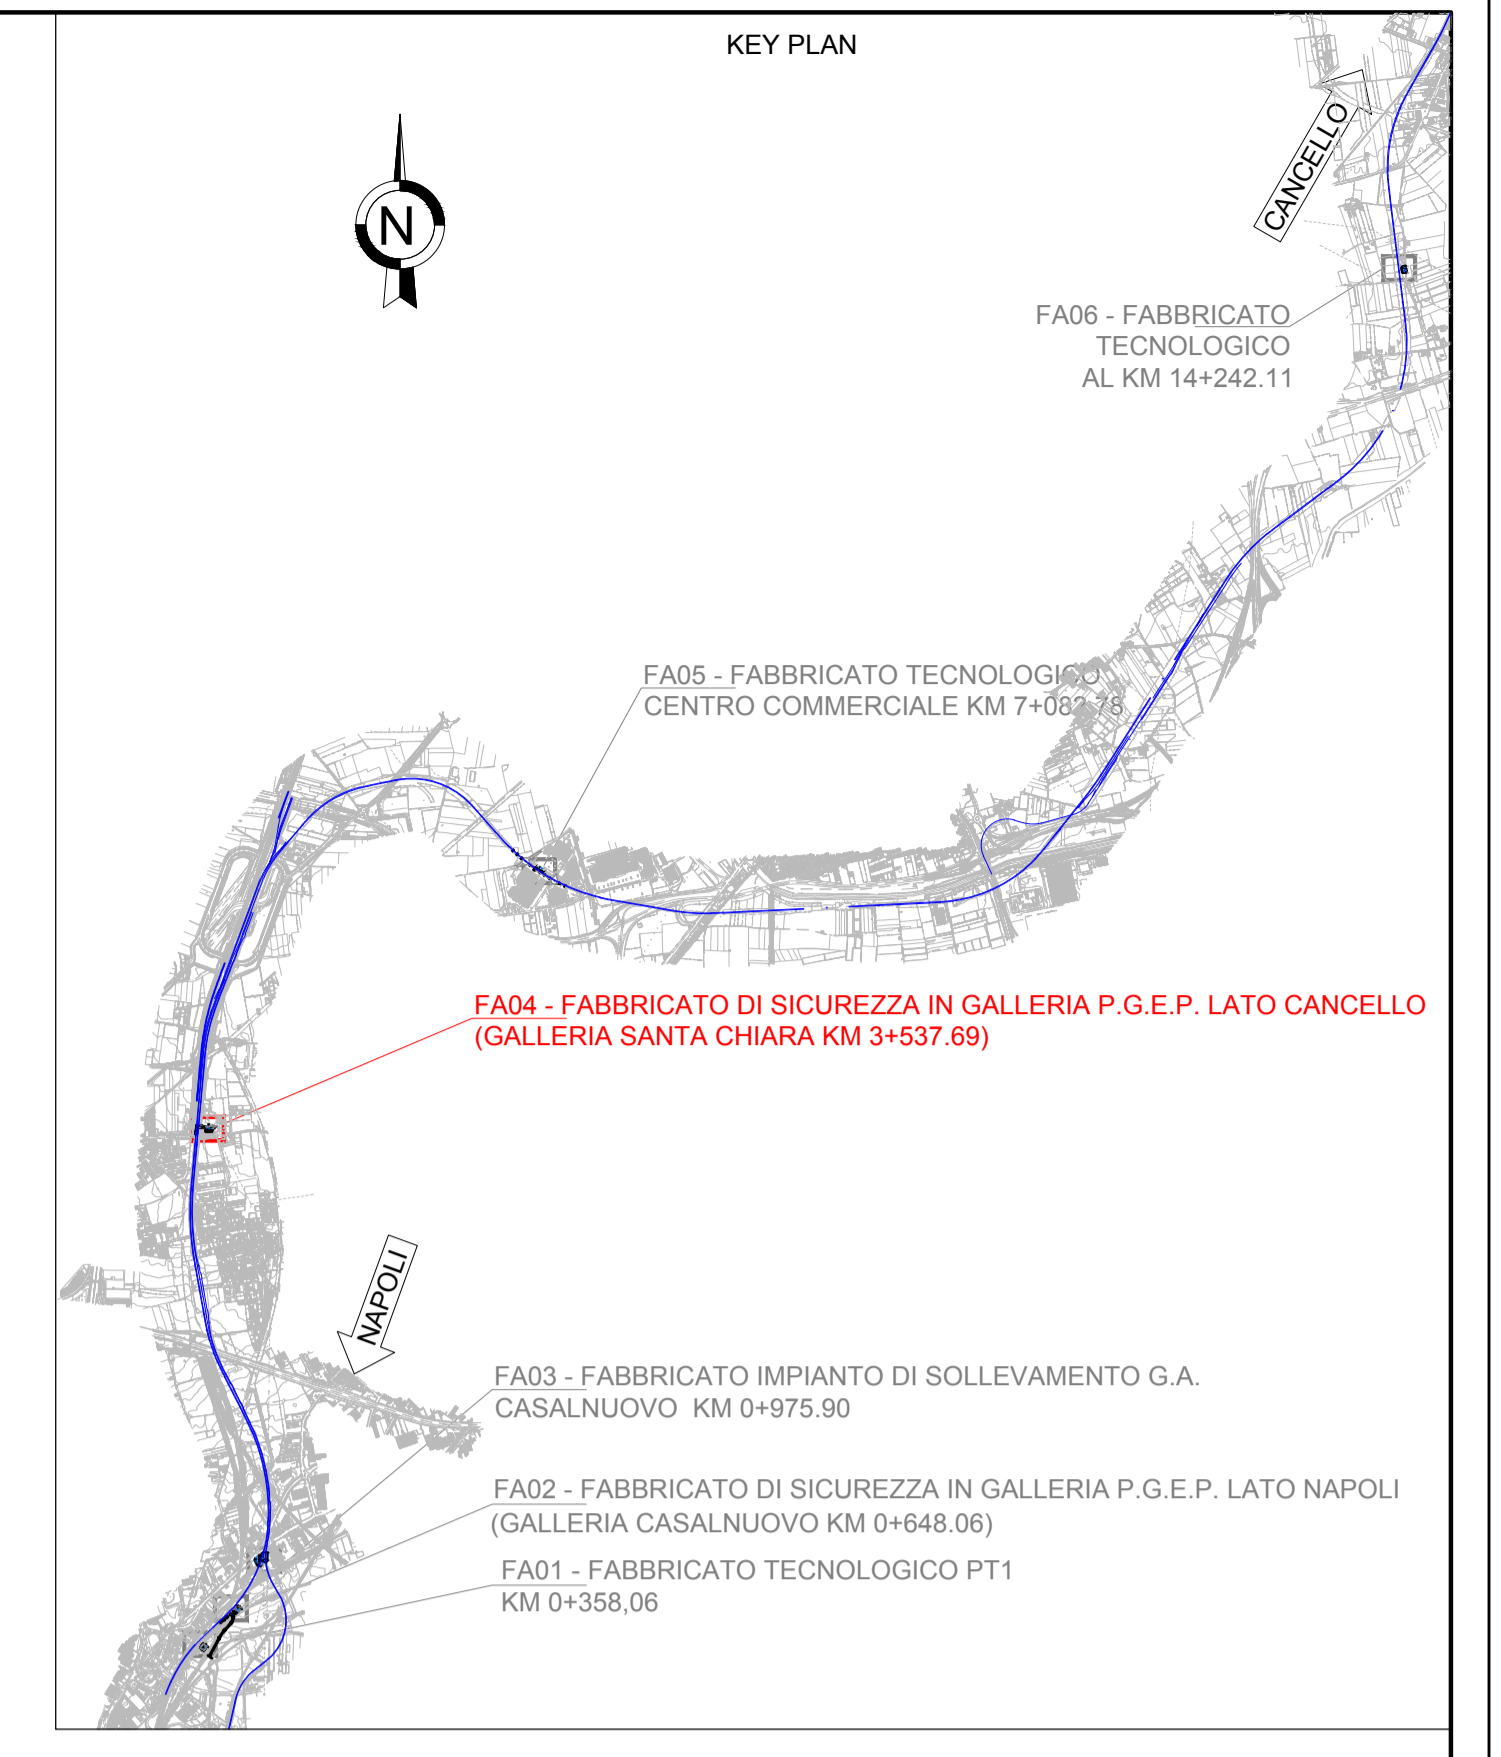 KEY PLAN
N
CANCELLO
FA06 - FABBRICATO
TECNOLOGICO
AL KM 14+242.11
FA05 - FABBRICATO TECNOLOGICO
CENTRO COMMERCIALE KM 7+082.78
FA04 - FABBRICATO DI SICUREZZA IN GALLERIA P.G.E.P. LATO CANCELLO
(GALLERIA SANTA CHIARA KM 3+537.69)
NAPOLI
FA03 - FABBRICATO IMPIANTO DI SOLLEVAMENTO G.A.
CASALNUOVO KM 0+975.90
FA02 - FABBRICATO DI SICUREZZA IN GALLERIA P.G.E.P. LATO NAPOLI
(GALLERIA CASALNUOVO KM 0+648.06)
FA01 - FABBRICATO TECNOLOGICO PT1
KM 0+358,06